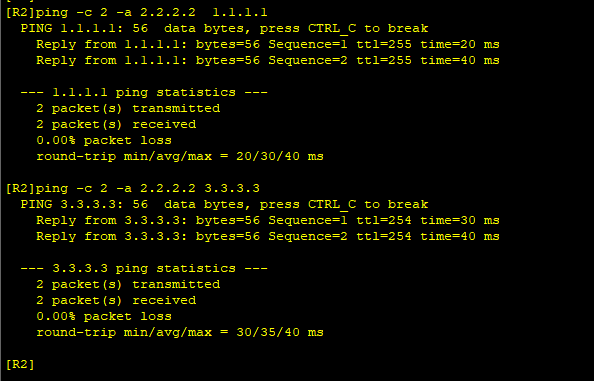 [R2]ping -c 2 -a 2.2.2.2  1.1.1.1
  PING 1.1.1.1: 56  data bytes, press CTRL_C to break
    Reply from 1.1.1.1: bytes=56 Sequence=1 ttl=255 time=20 ms
    Reply from 1.1.1.1: bytes=56 Sequence=2 ttl=255 time=40 ms

  --- 1.1.1.1 ping statistics ---
    2 packet(s) transmitted
    2 packet(s) received
    0.00% packet loss
    round-trip min/avg/max = 20/30/40 ms

[R2]ping -c 2 -a 2.2.2.2 3.3.3.3
  PING 3.3.3.3: 56  data bytes, press CTRL_C to break
    Reply from 3.3.3.3: bytes=56 Sequence=1 ttl=254 time=30 ms
    Reply from 3.3.3.3: bytes=56 Sequence=2 ttl=254 time=40 ms

  --- 3.3.3.3 ping statistics ---
    2 packet(s) transmitted
    2 packet(s) received
    0.00% packet loss
    round-trip min/avg/max = 30/35/40 ms

[R2]